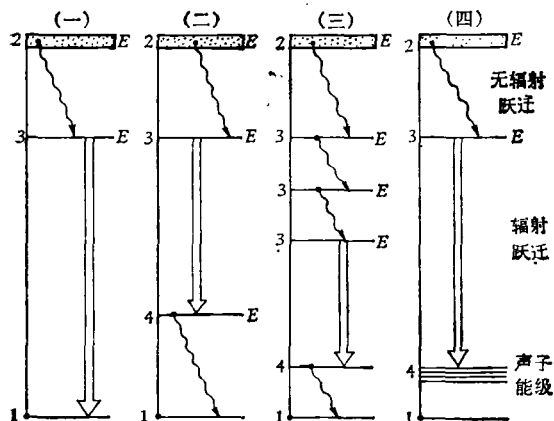 (一) (二) (三) (四)
2 E 2 E 2 E 2 E
无辐射
跃迁
3 E 3 E 3 E 3 E
3 E
辐射
跃迁
3 E
4 E
4 4 声子
能级
1 1 1 1